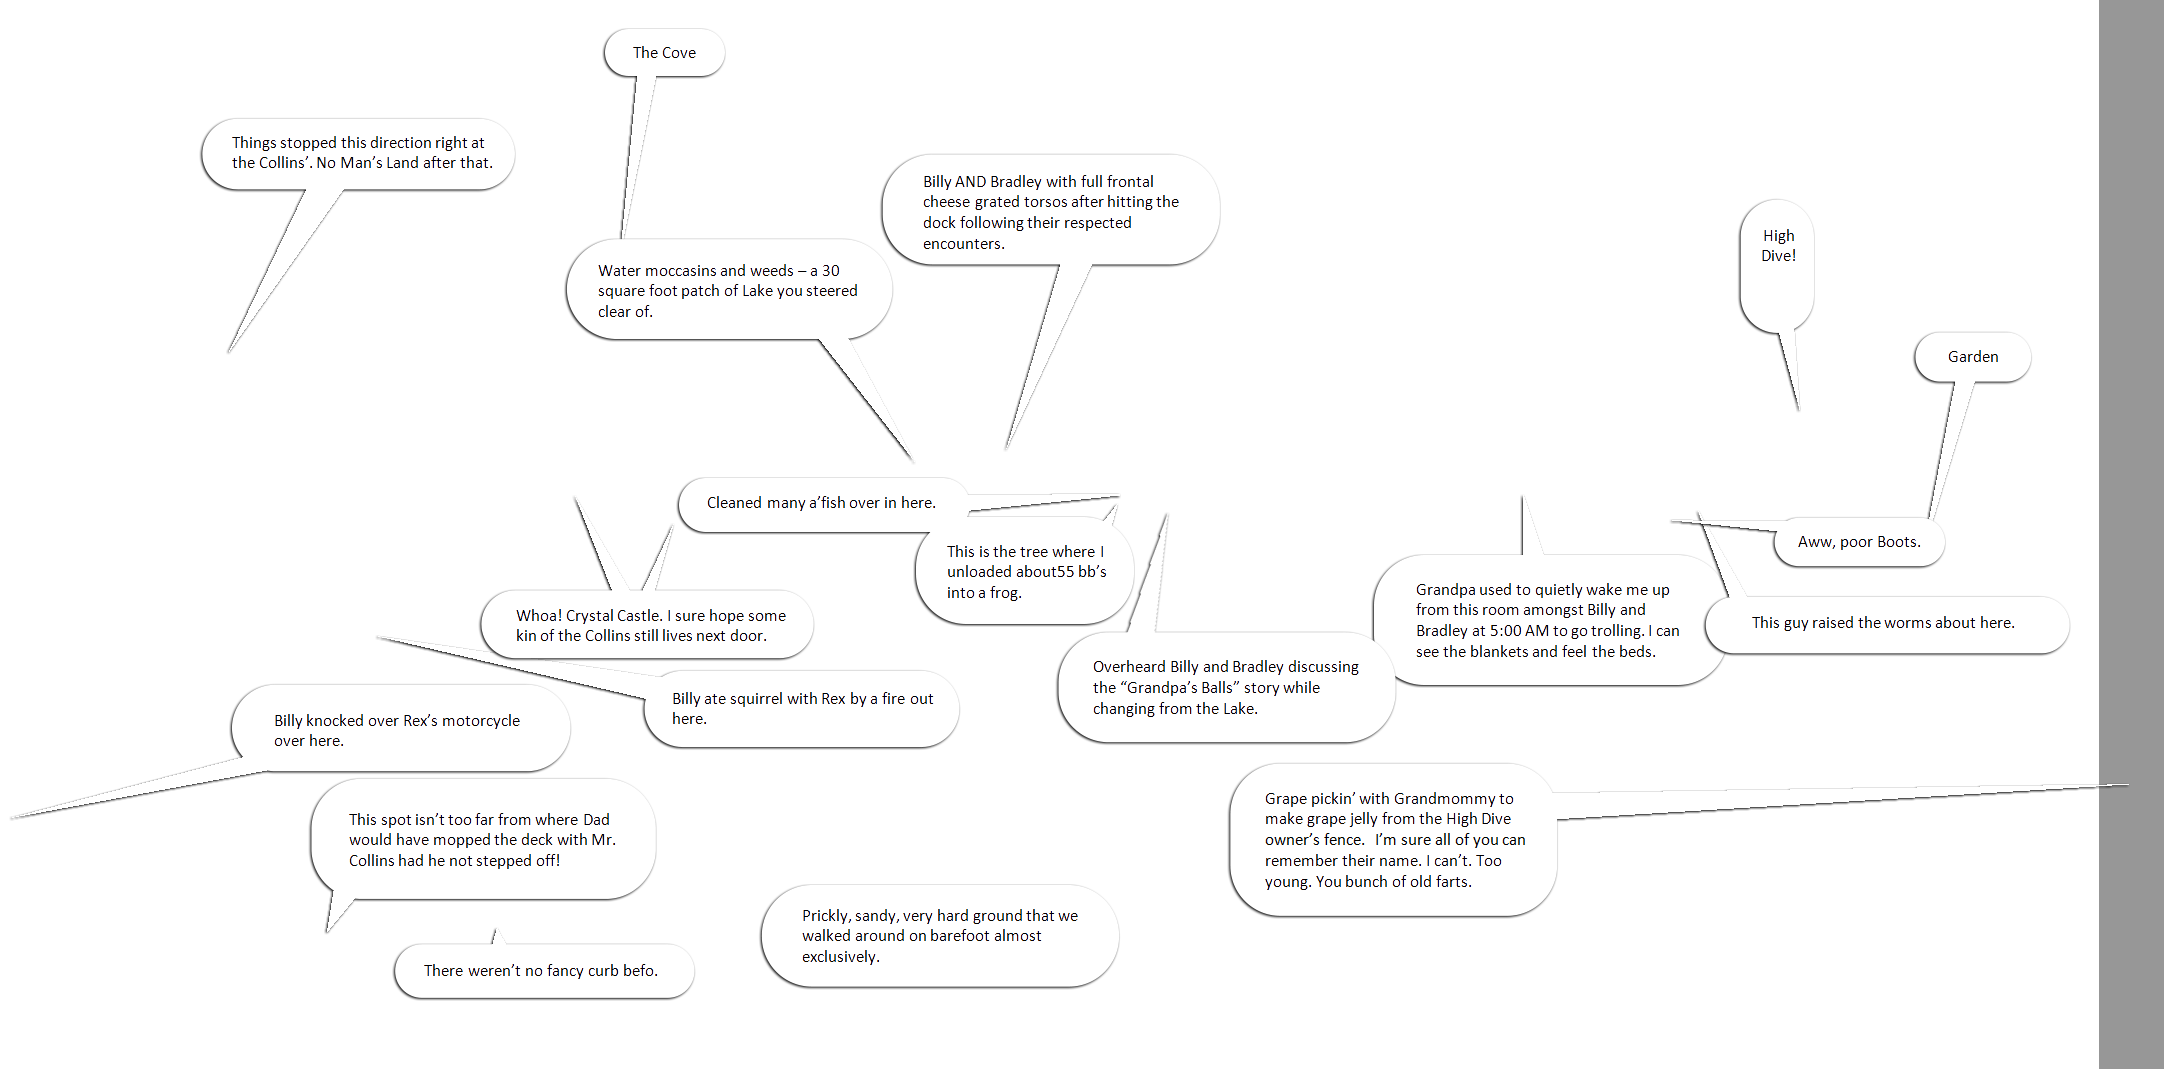 The Cove
Things stopped this direction right at
the Collins’. No Man’s Land after that.
Billy AND Bradley with full frontal
cheese grated torsos after hitting the
dock following their respected
encounters.
High
Dive!
Water moccasins and weeds – a 30
square foot patch of Lake you steered
clear of.
Garden
Cleaned many a’fish over in here.
This is the tree where I
unloaded about55 bb’s
into a frog.
Aww, poor Boots.
Grandpa used to quietly wake me up
from this room amongst Billy and
Bradley at 5:00 AM to go trolling. I can
see the blankets and feel the beds.
This guy raised the worms about here.
Whoa! Crystal Castle. I sure hope some
kin of the Collins still lives next door.
Overheard Billy and Bradley discussing
the “Grandpa’s Balls” story while
changing from the Lake.
Billy ate squirrel with Rex by a fire out
here.
Billy knocked over Rex’s motorcycle
over here.
This spot isn’t too far from where Dad
would have mopped the deck with Mr.
Collins had he not stepped off!
Grape pickin’ with Grandmommy to
make grape jelly from the High Dive
owner’s fence.  I’m sure all of you can
remember their name. I can’t. Too
young. You bunch of old farts.
Prickly, sandy, very hard ground that we
walked around on barefoot almost
exclusively.
There weren’t no fancy curb befo.